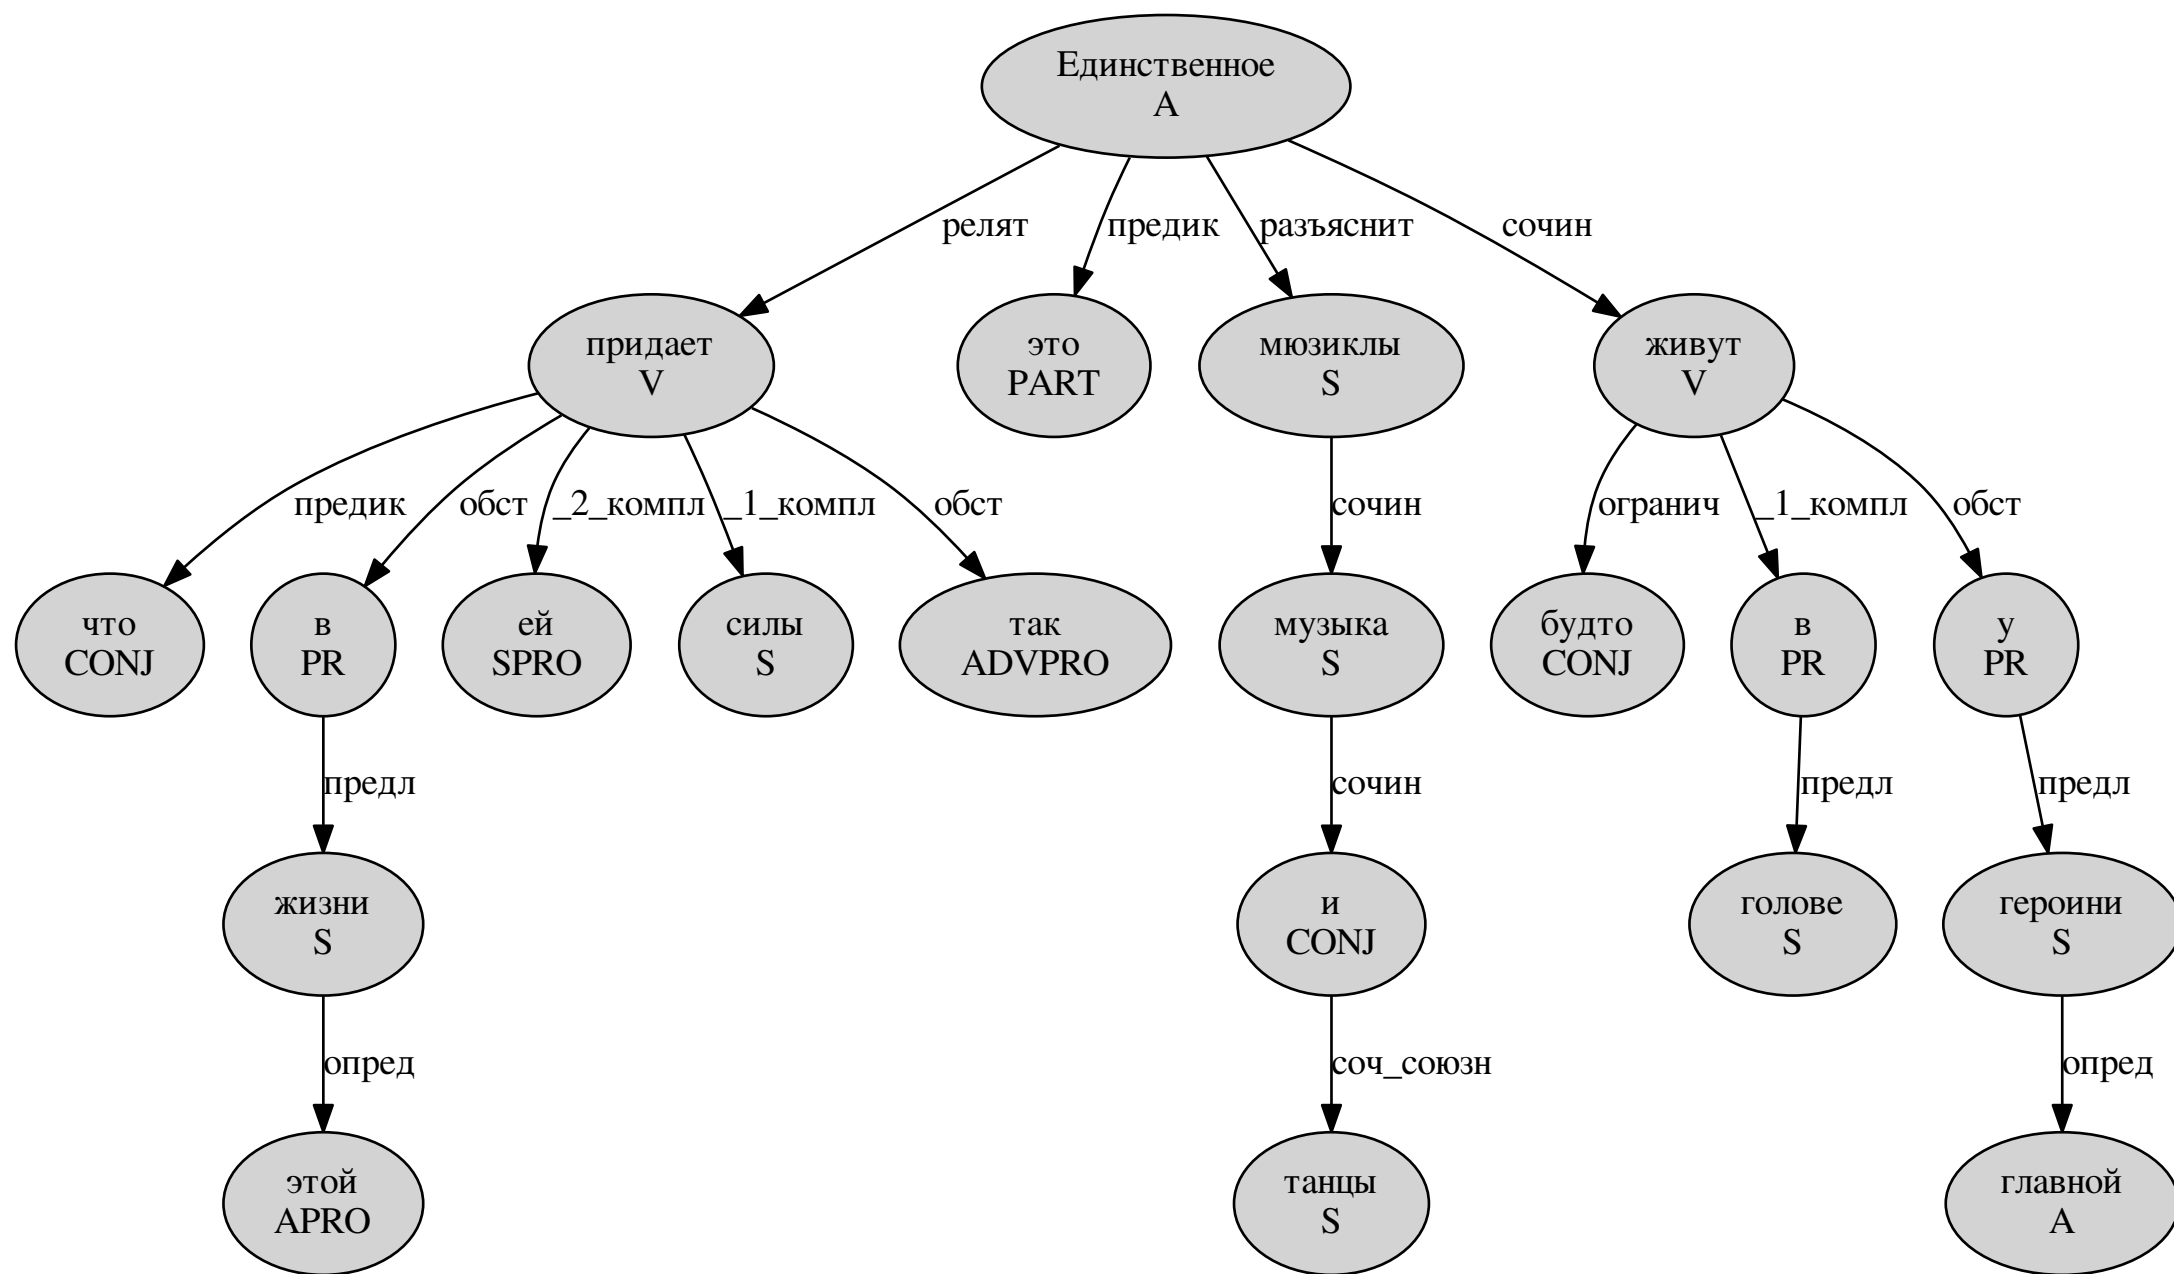 Единственное
A
релят
предик
разъяснит
сочин
придает
V
это
PART
мюзиклы
S
живут
V
предик
обст
_2_компл
_1_компл
обст
сочин
огранич
_1_компл
обст
что
CONJ
в
PR
ей
SPRO
силы
S
так
ADVPRO
музыка
S
будто
CONJ
в
PR
у
PR
предл
сочин
предл
предл
жизни
S
и
CONJ
голове
S
героини
S
опред
соч_союзн
опред
этой
APRO
танцы
S
главной
A